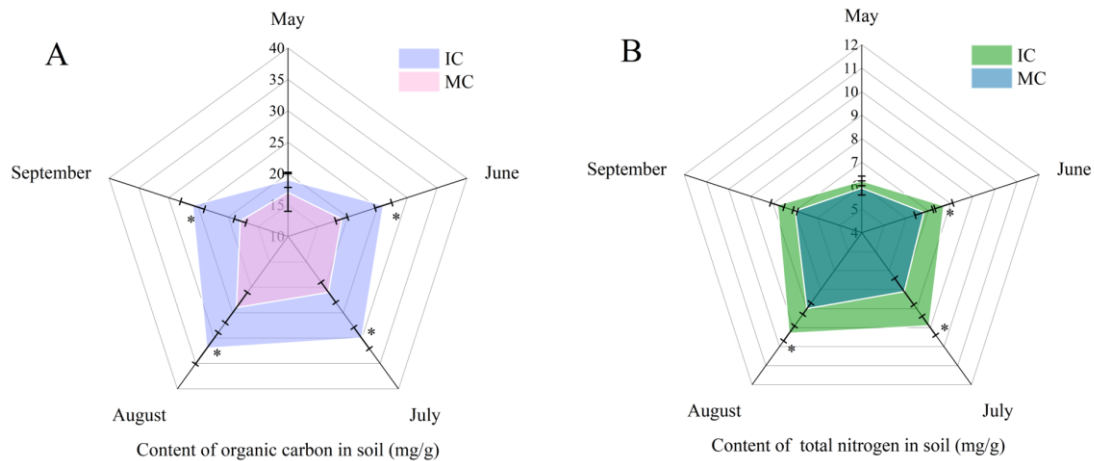 A
May
IC
MC
40
35
30
25
20
15
10
September
June
*
*
*
*
August
July
Content of organic carbon in soil (mg/g)
B
May
IC
MC
12
11
10
9
8
7
6
5
4
September
June
*
*
*
August
July
Content of total nitrogen in soil (mg/g)